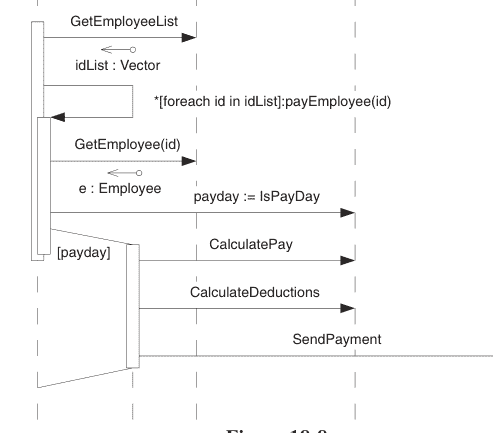 GetEmployeeList
idList : Vector
*[foreach id in idList]:payEmployee(id)
GetEmployee(id)
e : Employee
payday := IsPayDay
CalculatePay
[payday]
CalculateDeductions
SendPayment